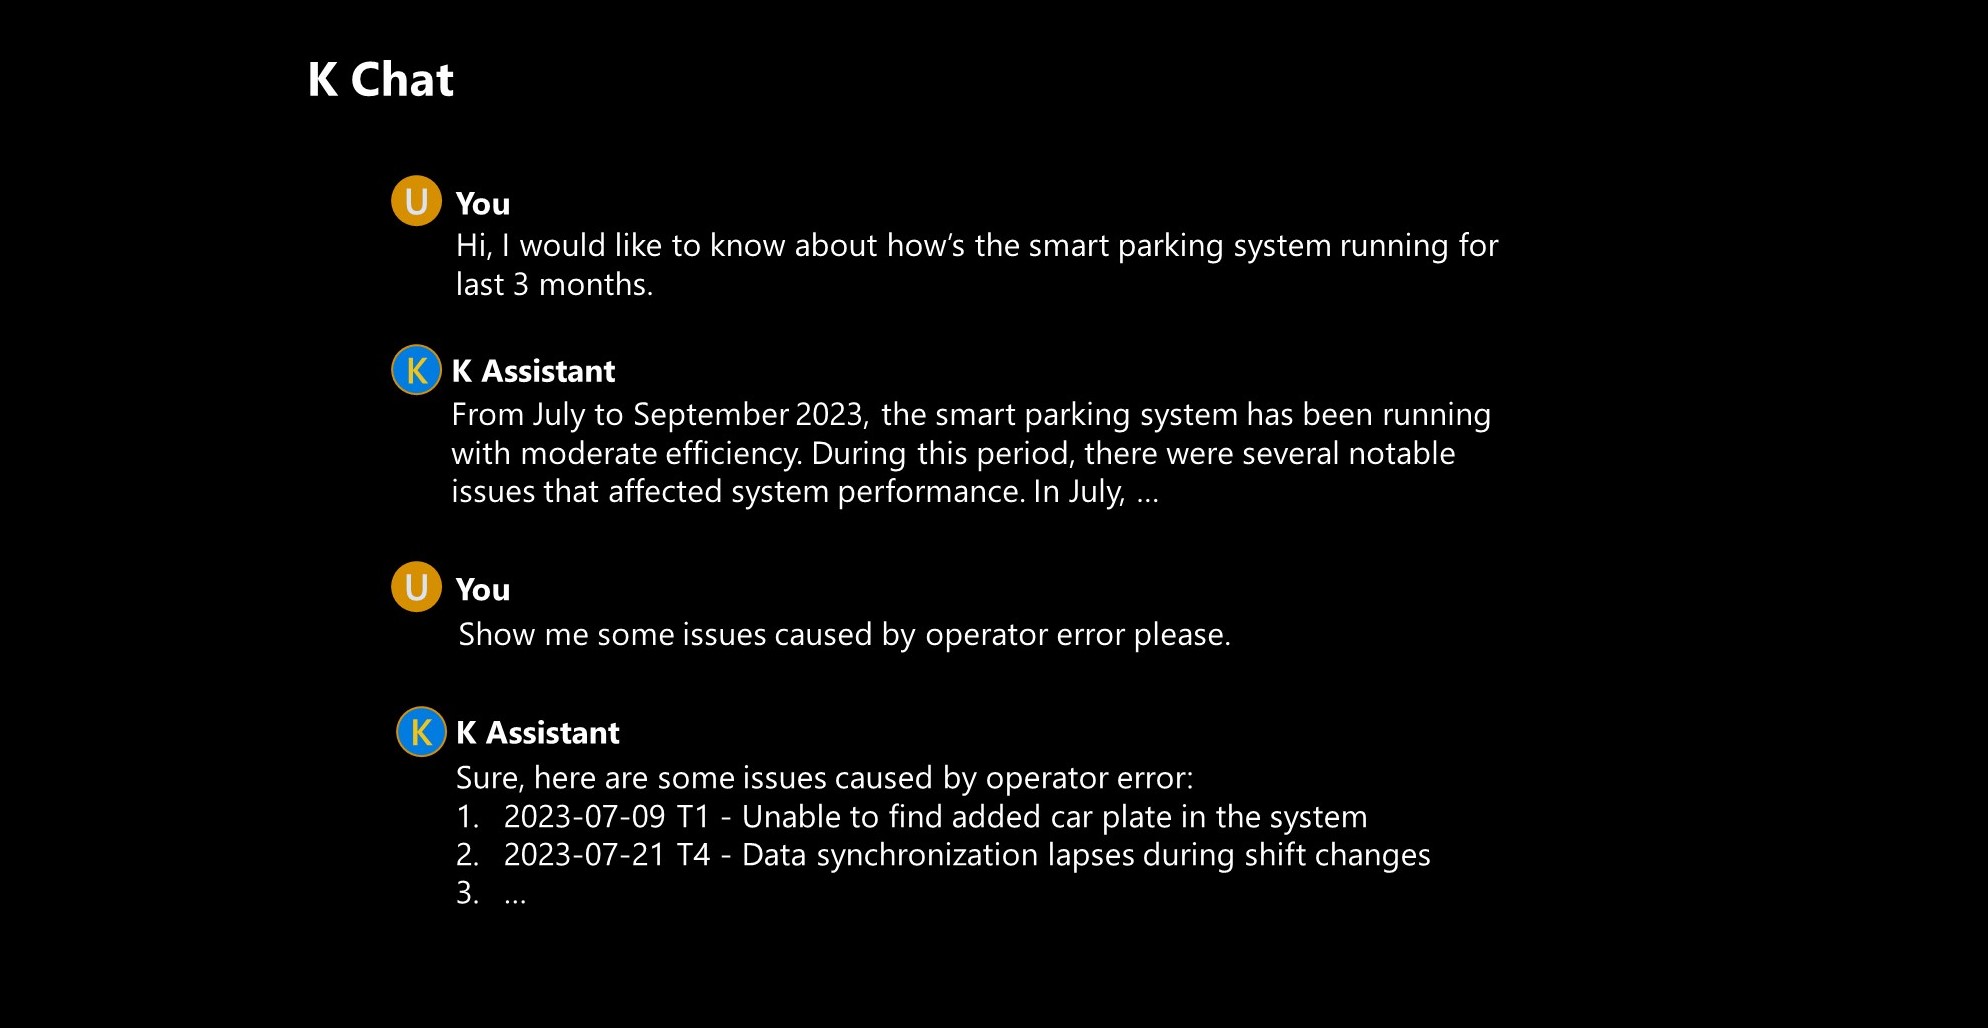 K Chat
U You
Hi, I would like to know about how’s the smart parking system running for
last 3 months.
K K Assistant
From July to September 2023, the smart parking system has been running
with moderate efficiency. During this period, there were several notable
issues that affected system performance. In July, ...
U You
Show me some issues caused by operator error please.
K K Assistant
Sure, here are some issues caused by operator error:
1. 2023-07-09 T1 - Unable to find added car plate in the system
2. 2023-07-21 T4 - Data synchronization lapses during shift changes
3. ...